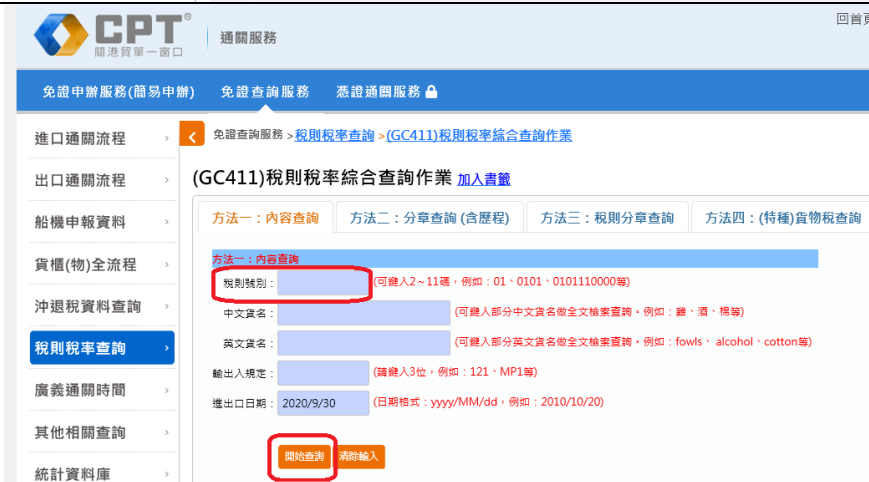 CPT®
關港貿單一窗口
通關服務
回首頁
免證申辦服務(簡易申辦) 免證查詢服務 憑證通關服務
進口通關流程
出口通關流程
船機申報資料
貨櫃(物)全流程
沖退稅資料查詢
稅則稅率查詢
廣義通關時間
其他相關查詢
統計資料庫
免證查詢服務 >稅則稅率查詢 >(GC411)稅則稅率綜合查詢作業
(GC411)稅則稅率綜合查詢作業 加入書籤
方法一：內容查詢 方法二：分章查詢 (含歷程) 方法三：稅則分章查詢 方法四：(特種)貨物稅查詢
方法一：內容查詢
稅則號別： (可鍵入2~11碼，例如：01、0101、0101110000等)
中文貨名： (可鍵入部分中文貨名做全文檢索查詢。例如：雞、酒、棉等)
英文貨名： (可鍵入部分英文貨名做全文檢索查詢。例如：fowls、alcohol、cotton等)
輸出入規定： (請鍵入3位，例如：121、MP1等)
進出口日期： 2020/9/30 (日期格式：yyyy/MM/dd，例如：2010/10/20)
開始查詢 清除輸入